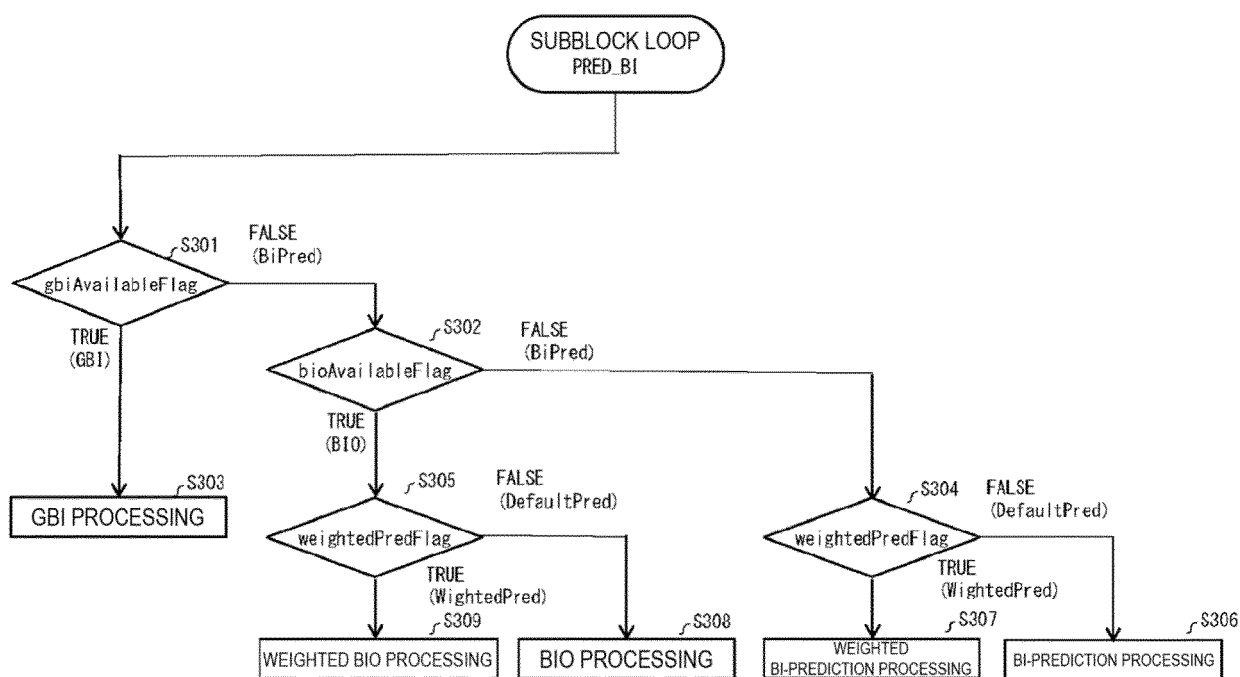 SUBBLOCK LOOP
PRED_BI
S301
FALSE
(BiPred)
gbiAvailableFlag
TRUE
(GBI)
S302
FALSE
(BiPred)
bioAvailableFlag
TRUE
(BIO)
S303
GBI PROCESSING
S305
FALSE
(DefaultPred)
weightedPredFlag
TRUE
(WightedPred)
S304
FALSE
(DefaultPred)
weightedPredFlag
TRUE
(WightedPred)
S309
WEIGHTED BIO PROCESSING
S308
BIO PROCESSING
S307
WEIGHTED
BI-PREDICTION PROCESSING
S306
BI-PREDICTION PROCESSING